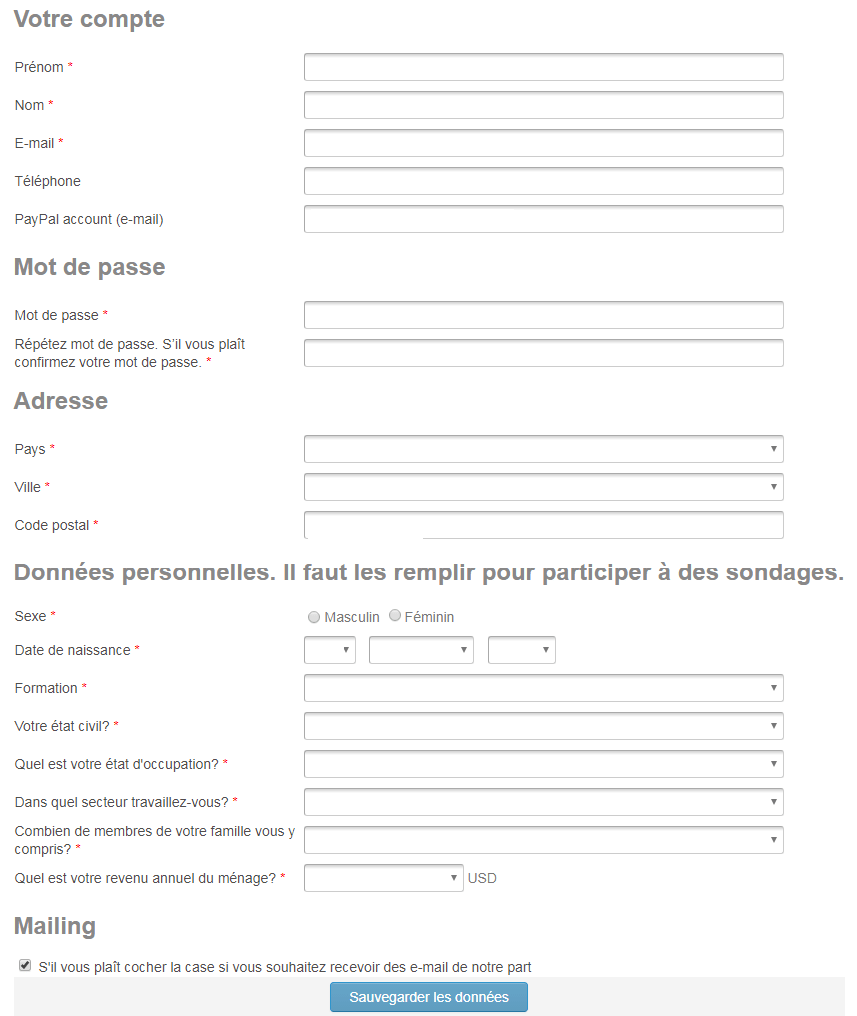 Votre compte
Prénom *
Nom *
E-mail *
Téléphone
PayPal account (e-mail)
Mot de passe
Mot de passe *
Répétez mot de passe. S'il vous plaît
confirmez votre mot de passe. *
Adresse
Pays *
Ville *
Code postal *
Données personnelles. Il faut les remplir pour participer à des sondages.
Sexe * Masculin Féminin
Date de naissance *
Formation *
Votre état civil? *
Quel est votre état d'occupation? *
Dans quel secteur travaillez-vous? *
Combien de membres de votre famille vous y
compris? *
Quel est votre revenu annuel du ménage? * USD
Mailing
S'il vous plaît cocher la case si vous souhaitez recevoir des e-mail de notre part
Sauvegarder les données